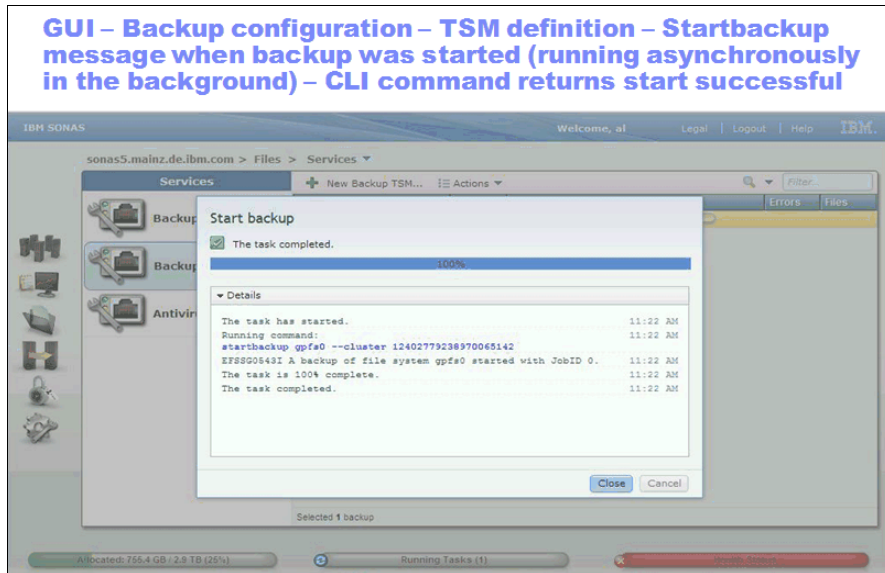 GUI – Backup configuration – TSM definition – Startbackup
message when backup was started (running asynchronously
in the background) – CLI command returns start successful
IBM SONAS
Welcome, al
Legal | Logout | Help
IBM.
sonas5.mainz.de.ibm.com > Files > Services
Services
New Backup TSM...
Actions
Filter...
Errors
Files
Backup
Backup
Antivir
Start backup
The task completed.
100%
Details
The task has started. 11:22 AM
Running command: 11:22 AM
startbackup gpfs0 --cluster 12402779238970065142
EFSSG0543I A backup of file system gpfs0 started with JobID 0. 11:22 AM
The task is 100% complete. 11:22 AM
The task completed. 11:22 AM
Close
Cancel
Selected 1 backup
Allocated: 755.4 GB / 2.9 TB (25%)
Running Tasks (1)